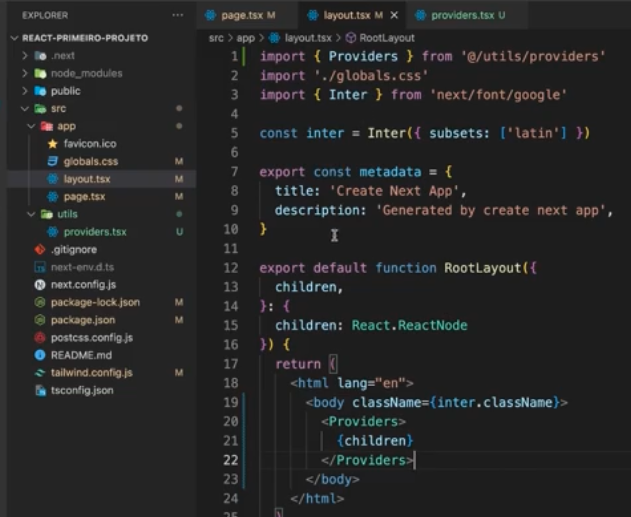 EXPLORER ...
REACT-PRIMEIRO-PROJETO
.next
node_modules
public
src
app
favicon.ico
globals.css M
layout.tsx M
page.tsx M
utils
providers.tsx U
.gitignore
next-env.d.ts
next.config.js
package-lock.json M
package.json M
postcss.config.js
README.md
tailwind.config.js M
tsconfig.json
page.tsx M layout.tsx M × providers.tsx U
src > app > layout.tsx > RootLayout
1 import { Providers } from '@/utils/providers'
2 import './globals.css'
3 import { Inter } from 'next/font/google'
4
5 const inter = Inter({ subsets: ['latin'] })
6
7 export const metadata = {
8 title: 'Create Next App',
9 description: 'Generated by create next app',
10 }
11
12 export default function RootLayout({
13 children,
14 }: {
15 children: React.ReactNode
16 }) {
17 return (
18 <html lang="en">
19 <body className={inter.className}>
20 <Providers>
21 {children}
22 </Providers>
23 </body>
24 </html>
25 )